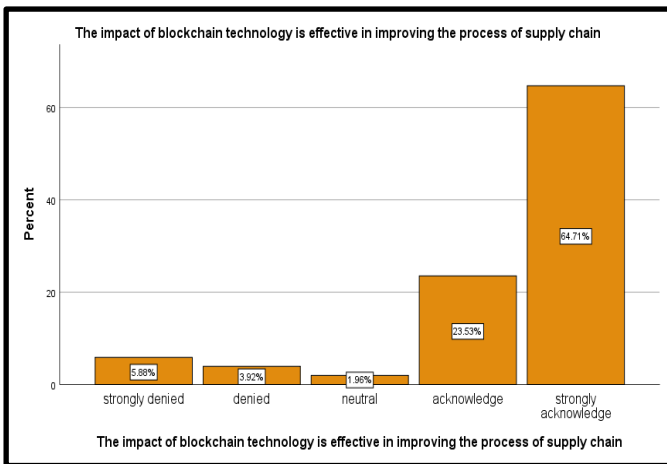 The impact of blockchain technology is effective in improving the process of supply chain
Percent
60
40
20
0
5.88%
3.92%
1.96%
23.53%
64.71%
strongly denied
denied
neutral
acknowledge
strongly
acknowledge
The impact of blockchain technology is effective in improving the process of supply chain